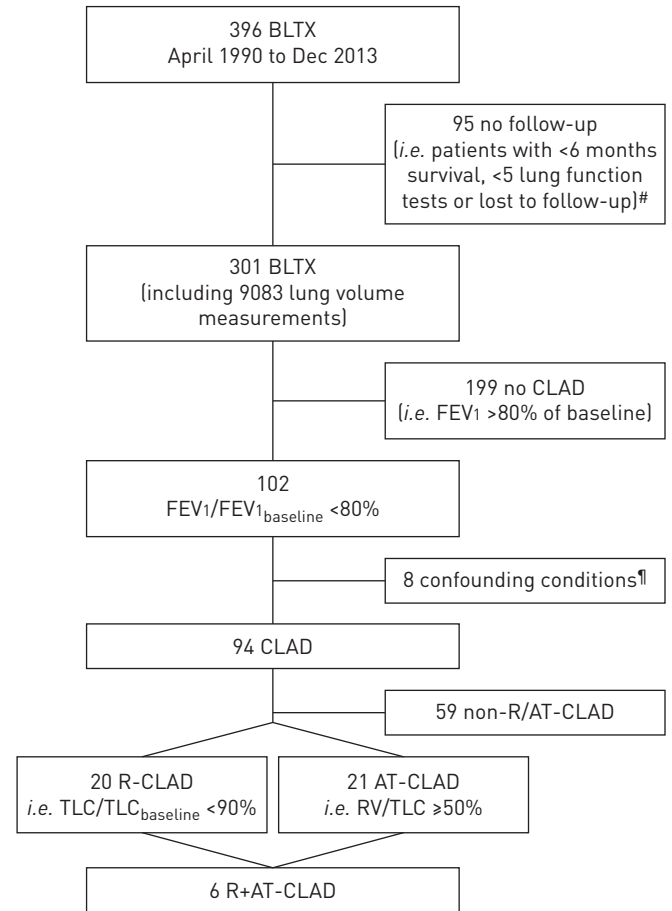 396 BLTX
April 1990 to Dec 2013
95 no follow-up
(i.e. patients with <6 months
survival, <5 lung function
tests or lost to follow-up)#
301 BLTX
(including 9083 lung volume
measurements)
199 no CLAD
(i.e. FEV1 >80% of baseline)
102
FEV1/FEV1baseline <80%
8 confounding conditions¶
94 CLAD
59 non-R/AT-CLAD
20 R-CLAD
i.e. TLC/TLCbaseline <90%
21 AT-CLAD
i.e. RV/TLC ⩾50%
6 R+AT-CLAD